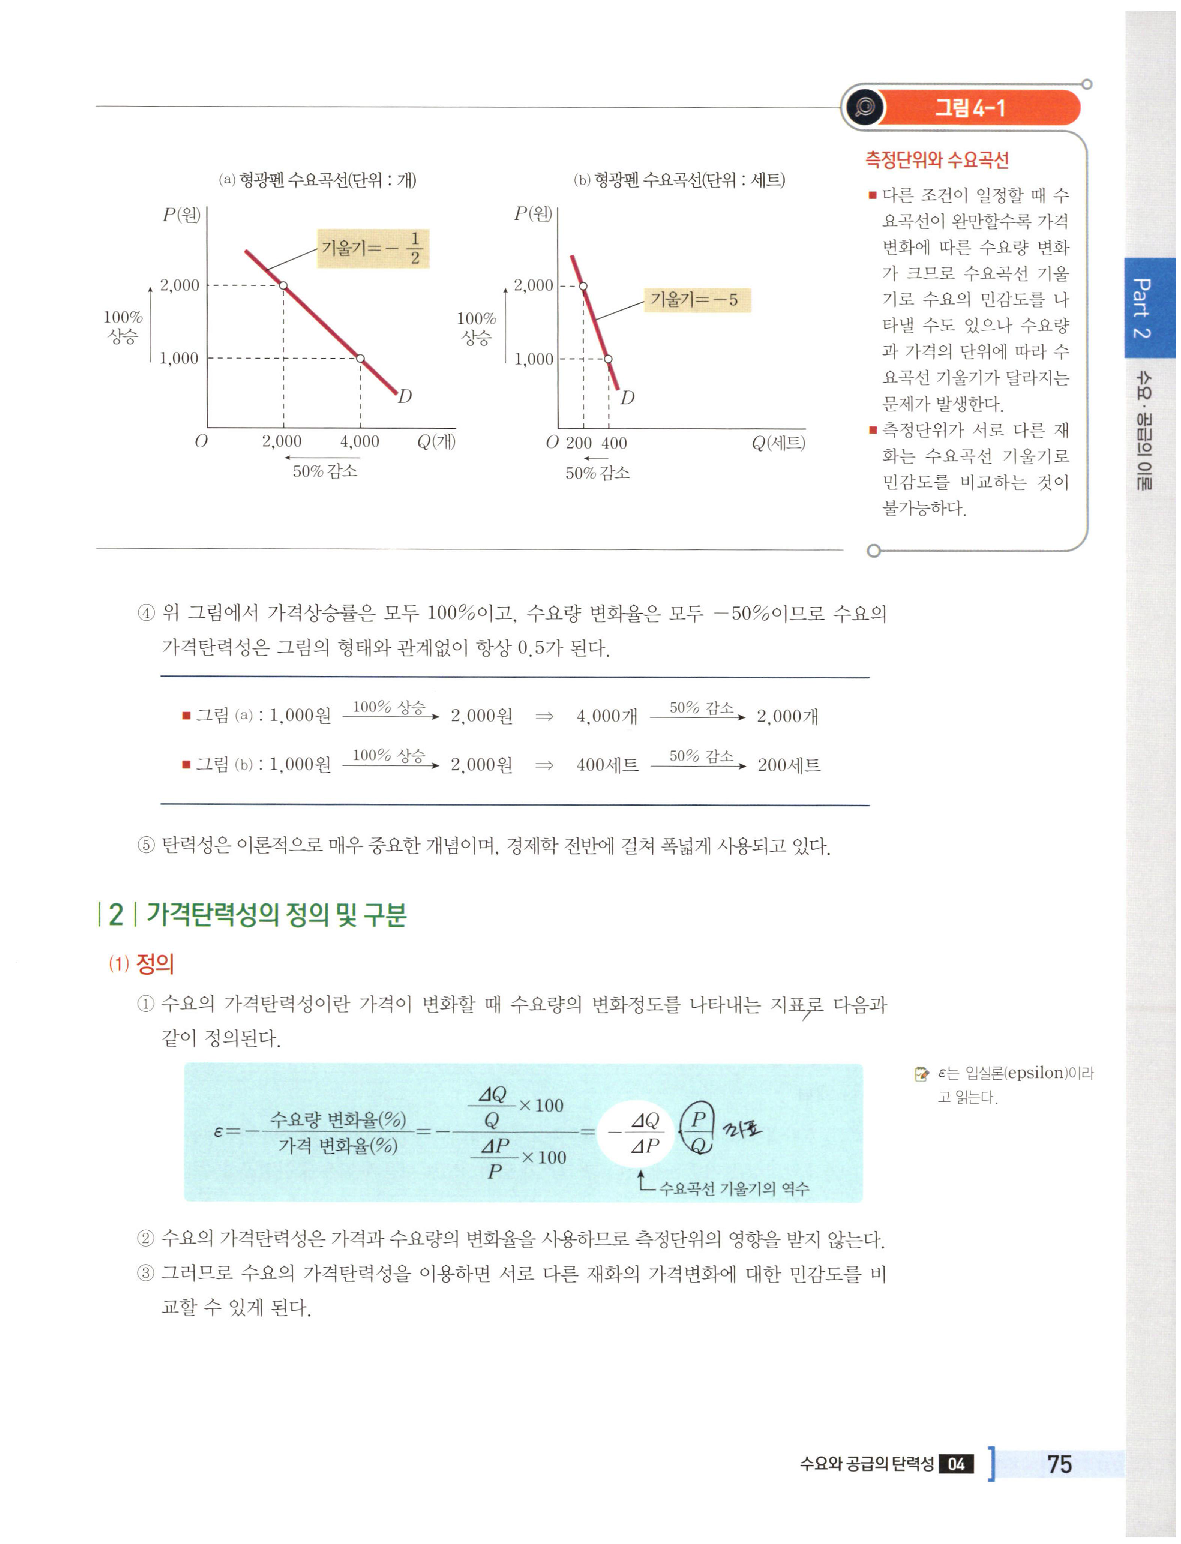 그림 4-1
측정단위와 수요곡선
■ 다른 조건이 일정할 때 수
요곡선이 완만할수록 가격
변화에 따른 수요량 변화
가 크므로 수요곡선 기울
기로 수요의 민감도를 나
타낼 수도 있으나 수요량
과 가격의 단위에 따라 수
요곡선 기울기가 달라지는
문제가 발생한다.
■ 측정단위가 서로 다른 재
화는 수요곡선 기울기로
민감도를 비교하는 것이
불가능하다.
(a) 형광펜 수요곡선(단위 : 개)
P(원)
기울기=-1/2
2,000
100%
상승
1,000
D
O 2,000 4,000 Q(개)
50% 감소
(b) 형광펜 수요곡선(단위 : 세트)
P(원)
2,000
기울기=-5
100%
상승
1,000
D
O 200 400 Q(세트)
50% 감소
Part 2
수요·공급의 이론
④ 위 그림에서 가격상승률은 모두 100%이고, 수요량 변화율은 모두 -50%이므로 수요의
가격탄력성은 그림의 형태와 관계없이 항상 0.5가 된다.
■ 그림 (a) : 1,000원 100% 상승 → 2,000원 ⇒ 4,000개 50% 감소 → 2,000개
■ 그림 (b) : 1,000원 100% 상승 → 2,000원 ⇒ 400세트 50% 감소 → 200세트
⑤ 탄력성은 이론적으로 매우 중요한 개념이며, 경제학 전반에 걸쳐 폭넓게 사용되고 있다.
| 2 | 가격탄력성의 정의 및 구분
(1) 정의
① 수요의 가격탄력성이란 가격이 변화할 때 수요량의 변화정도를 나타내는 지표로 다음과
같이 정의된다.
ε=-수요량 변화율(%)/가격 변화율(%)=-(ΔQ/Q×100)/(ΔP/P×100)=-ΔQ/ΔP·P/Q 좌표
수요곡선 기울기의 역수
ε는 입실론(epsilon)이라
고 읽는다.
② 수요의 가격탄력성은 가격과 수요량의 변화율을 사용하므로 측정단위의 영향을 받지 않는다.
③ 그러므로 수요의 가격탄력성을 이용하면 서로 다른 재화의 가격변화에 대한 민감도를 비
교할 수 있게 된다.
수요와 공급의 탄력성 04 75